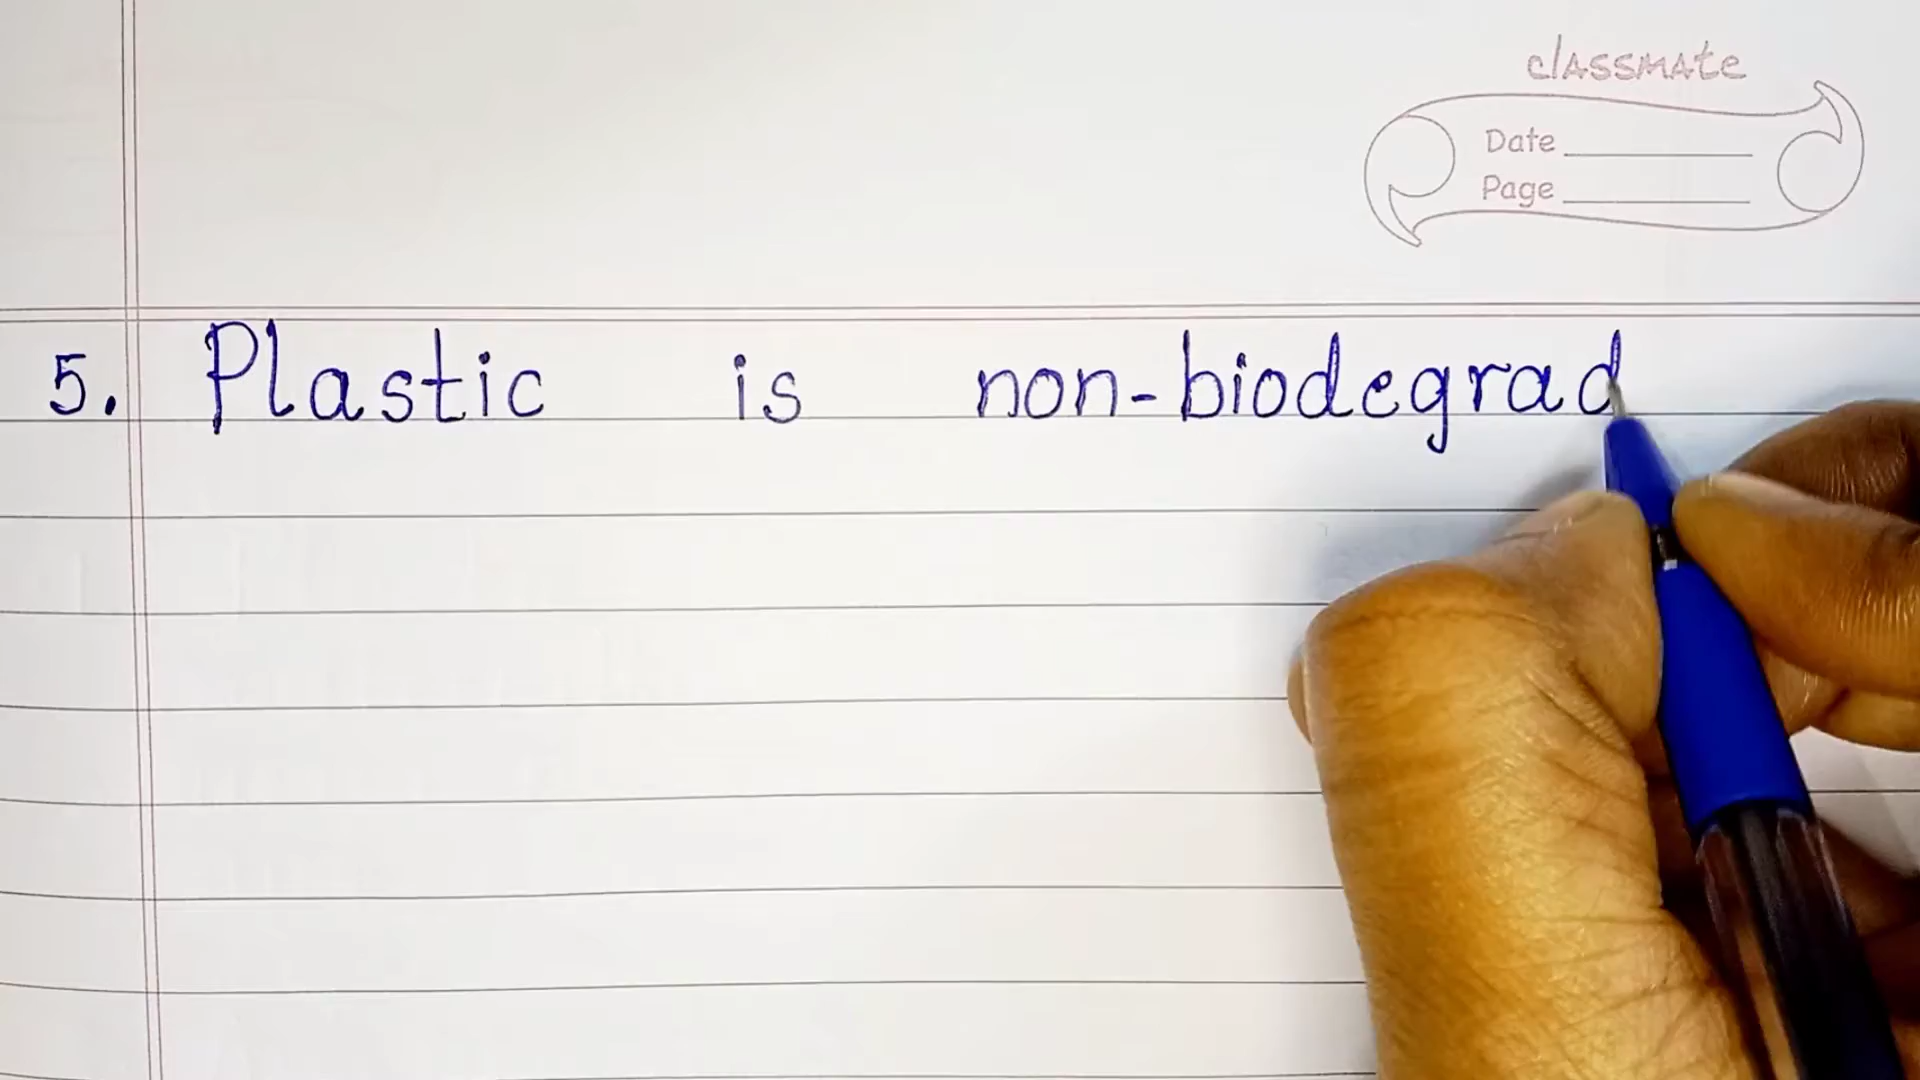 classmate
Date
Page
5. Plastic is non-biodegrad